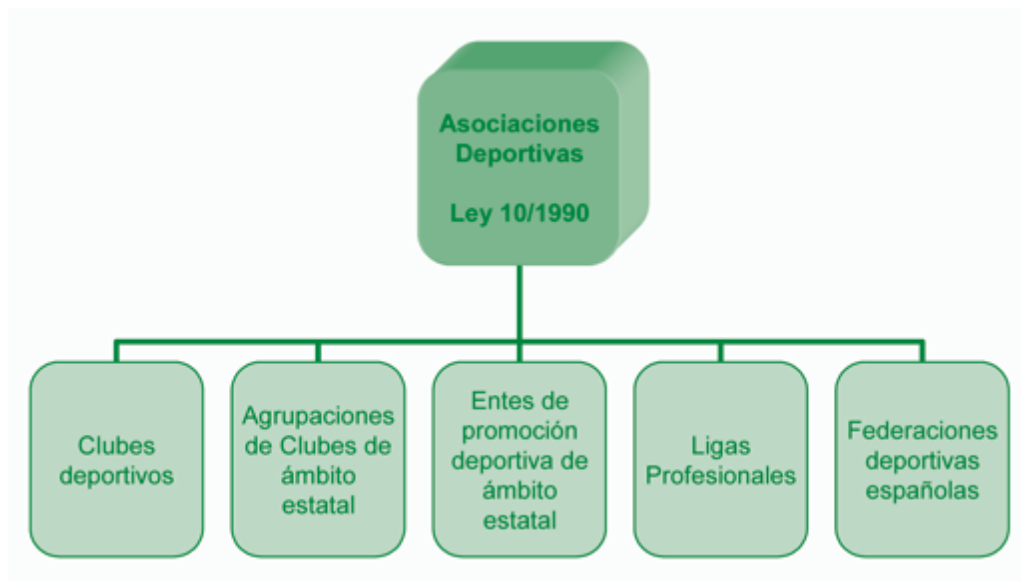 Asociaciones
Deportivas
Ley 10/1990
Clubes
deportivos
Agrupaciones
de Clubes de
ámbito
estatal
Entes de
promoción
deportiva de
ámbito
estatal
Ligas
Profesionales
Federaciones
deportivas
españolas